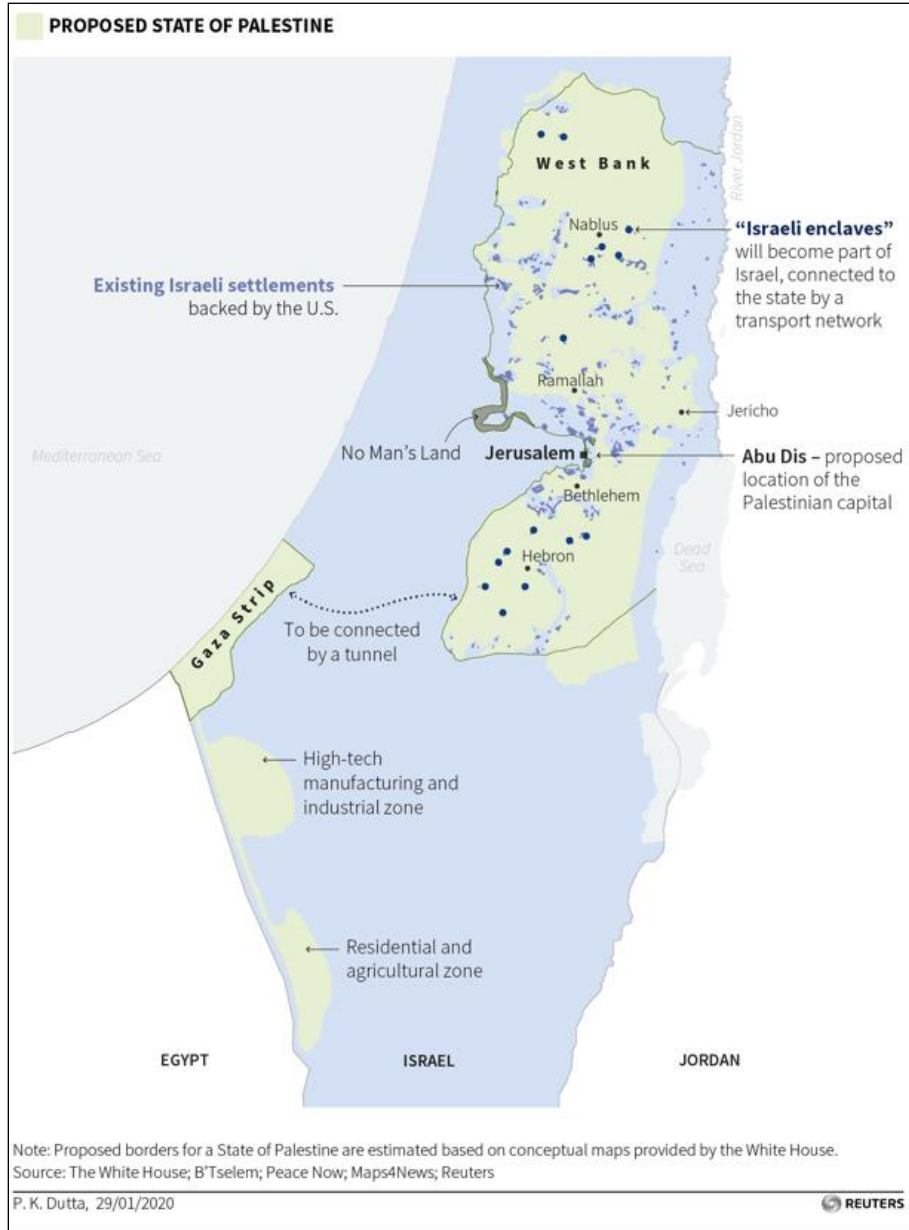 PROPOSED STATE OF PALESTINE
West Bank
River Jordan
Nablus
“Israeli enclaves”
will become part of
Israel, connected to
the state by a
transport network
Existing Israeli settlements
backed by the U.S.
Ramallah
Jericho
No Man's Land
Jerusalem
Abu Dis – proposed
location of the
Palestinian capital
Mediterranean Sea
Bethlehem
Dead
Sea
Hebron
Gaza Strip
To be connected
by a tunnel
High-tech
manufacturing and
industrial zone
Residential and
agricultural zone
EGYPT
ISRAEL
JORDAN
Note: Proposed borders for a State of Palestine are estimated based on conceptual maps provided by the White House.
Source: The White House; B'Tselem; Peace Now; Maps4News; Reuters
P. K. Dutta, 29/01/2020
REUTERS